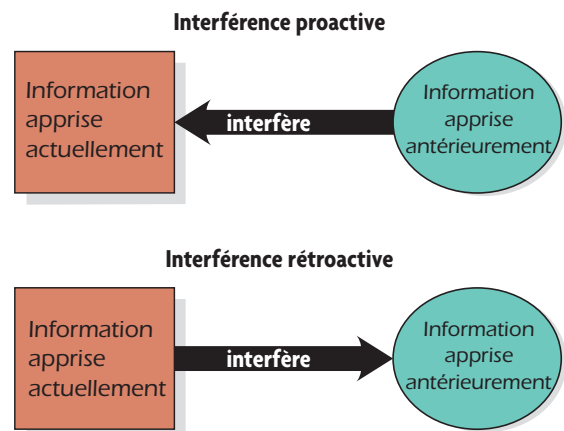 Interférence proactive
Information
apprise
actuellement
interfère
Information
apprise
antérieurement
Interférence rétroactive
Information
apprise
actuellement
interfère
Information
apprise
antérieurement